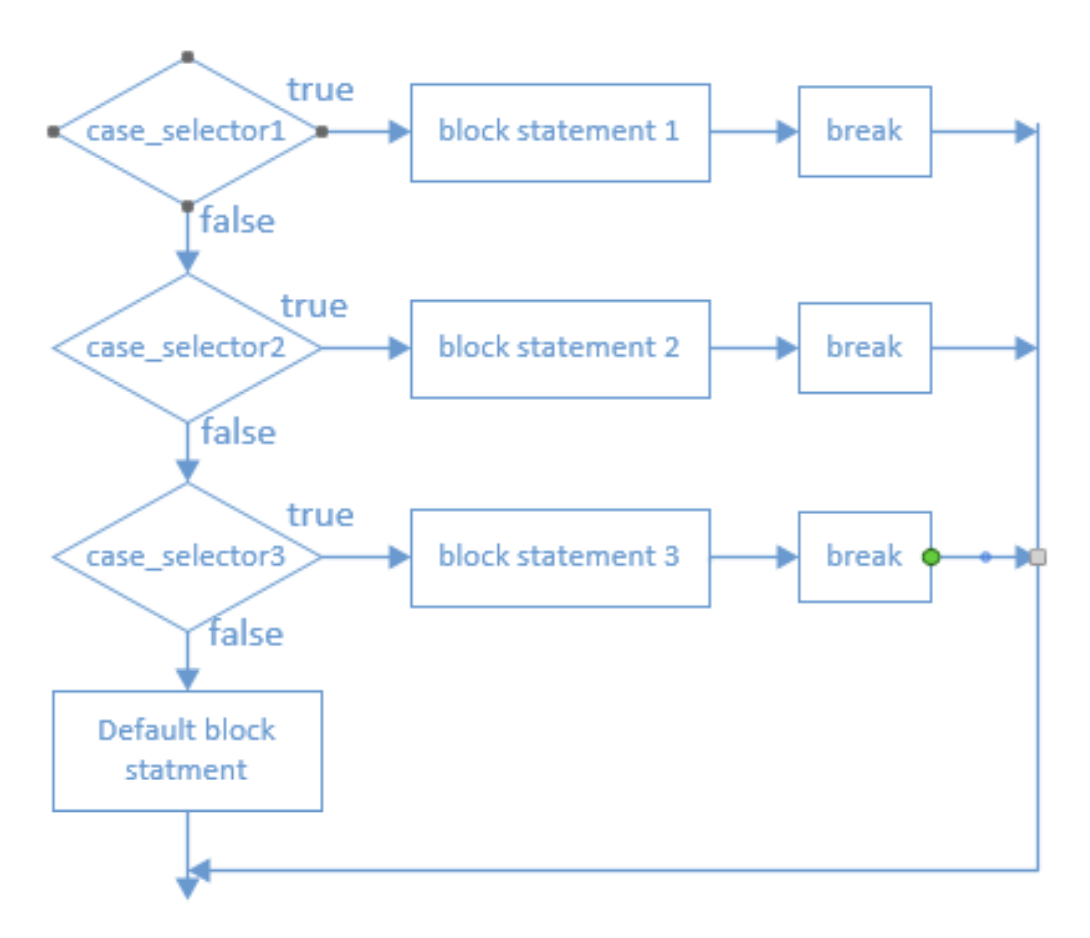 true
case_selector1
block statement 1
break
false
true
case_selector2
block statement 2
break
false
true
case_selector3
block statement 3
break
false
Default block
statment